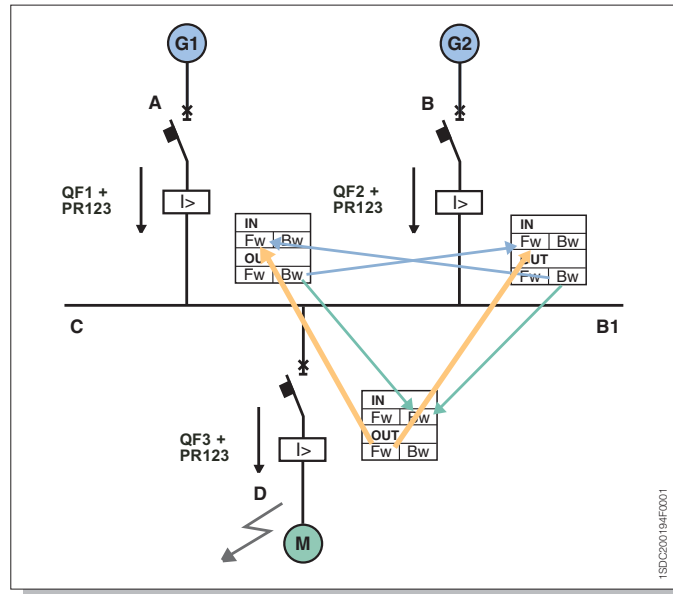 G1
G2
A
B
QF1 +
PR123
I>
QF2 +
PR123
I>
IN
Fw Bw
OUT
Fw Bw
IN
Fw Bw
OUT
Fw Bw
C
B1
QF3 +
PR123
I>
IN
Fw Bw
OUT
Fw Bw
D
M
1SDC200194F0001